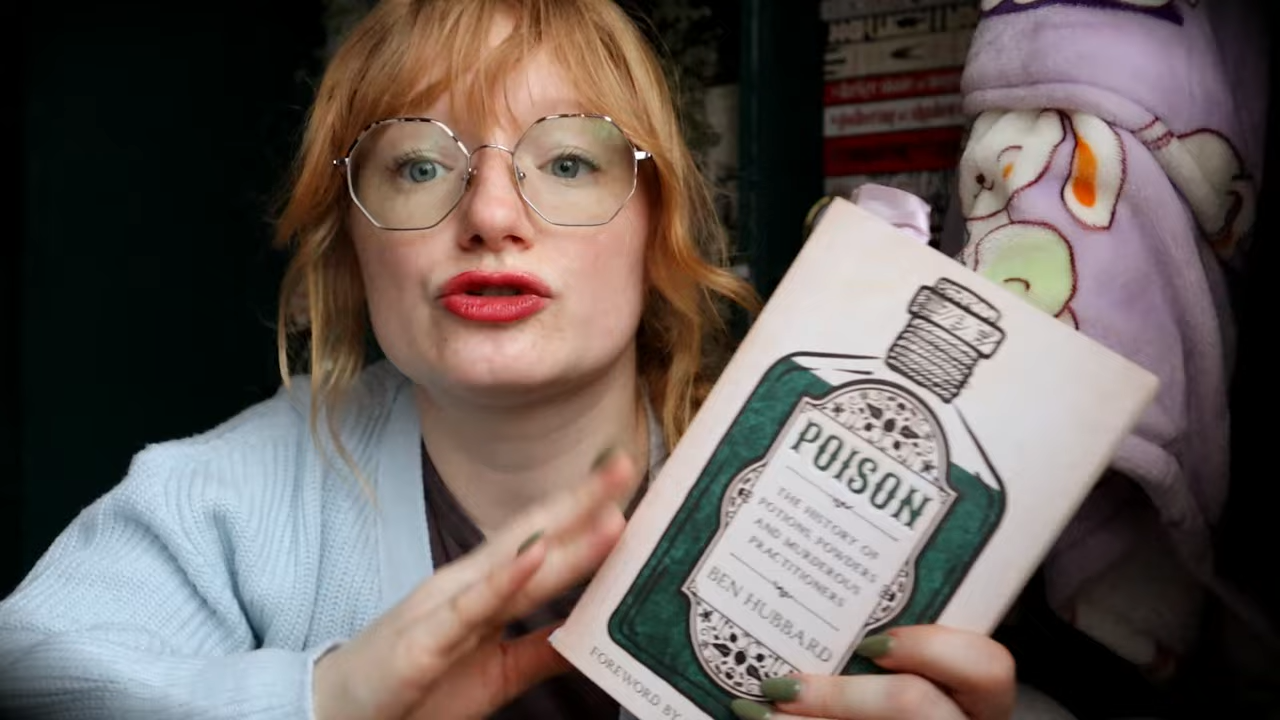 POISON
THE HISTORY OF
POTIONS, POWDERS
AND MURDEROUS
PRACTITIONERS
BEN HUBBARD
FOREWORD BY